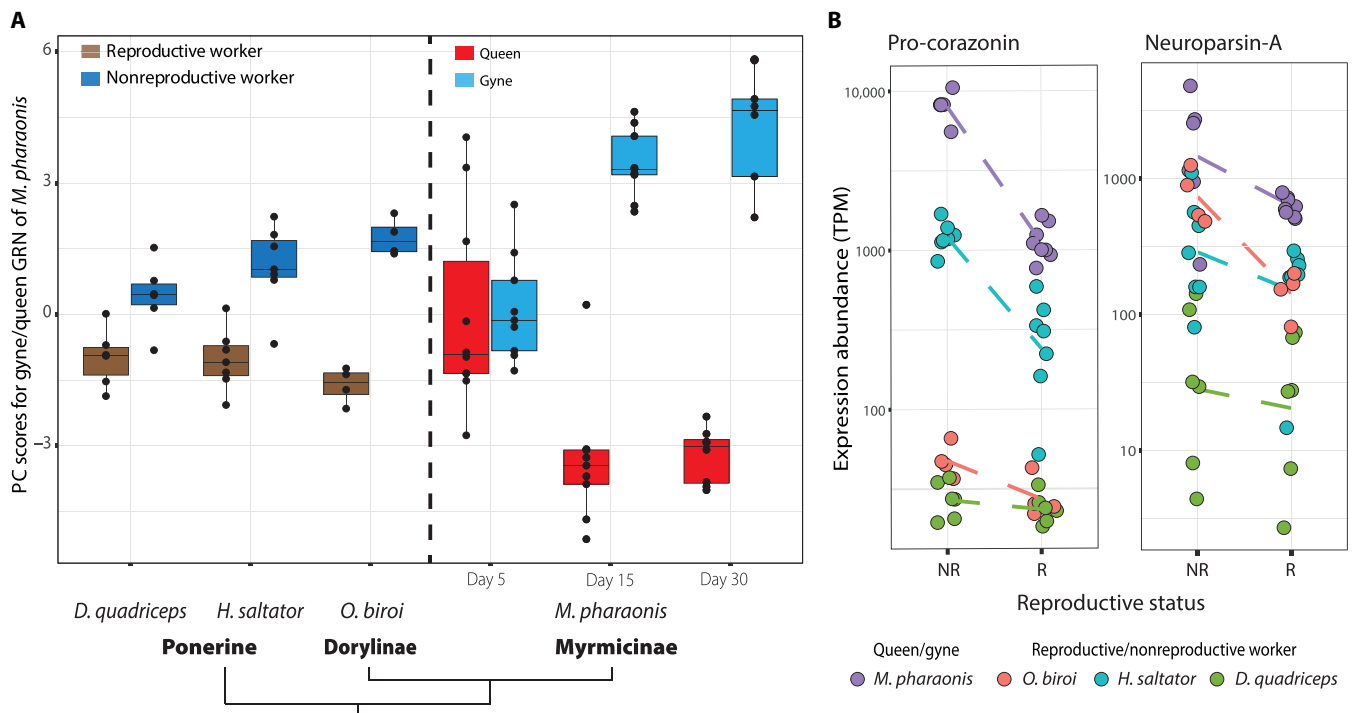 A
PC scores for gyne/queen GRN of M. pharaonis
6
3
0
−3
Reproductive worker
Nonreproductive worker
Queen
Gyne
Day 5
Day 15
Day 30
D. quadriceps
H. saltator
O. biroi
M. pharaonis
Ponerine
Dorylinae
Myrmicinae
B
Pro-corazonin
Neuroparsin-A
Expression abundance (TPM)
10,000
1000
100
1000
100
10
NR
R
NR
R
Reproductive status
Queen/gyne
Reproductive/nonreproductive worker
M. pharaonis
O. biroi
H. saltator
D. quadriceps